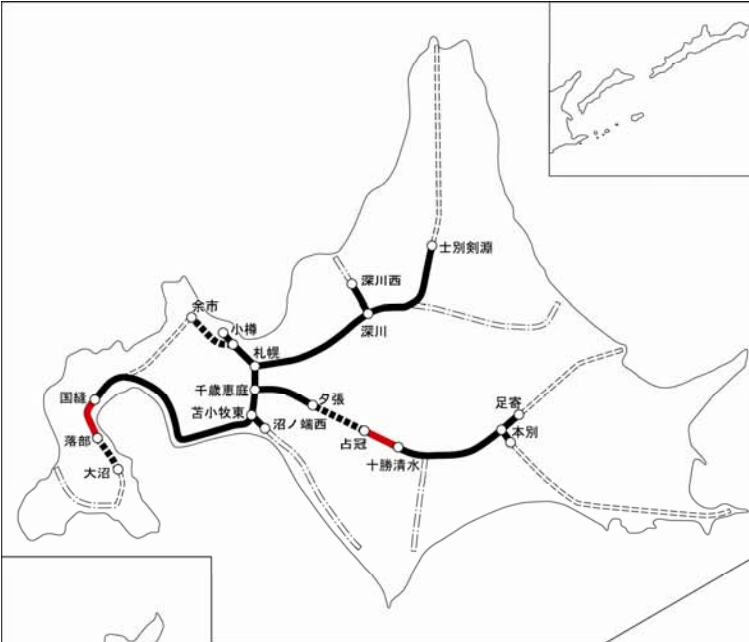 士別剣淵
深川西
余市
小樽
深川
札幌
千歳恵庭
国縫
夕張
足寄
苫小牧東
沼ノ端西
本別
落部
占冠
大沼
十勝清水